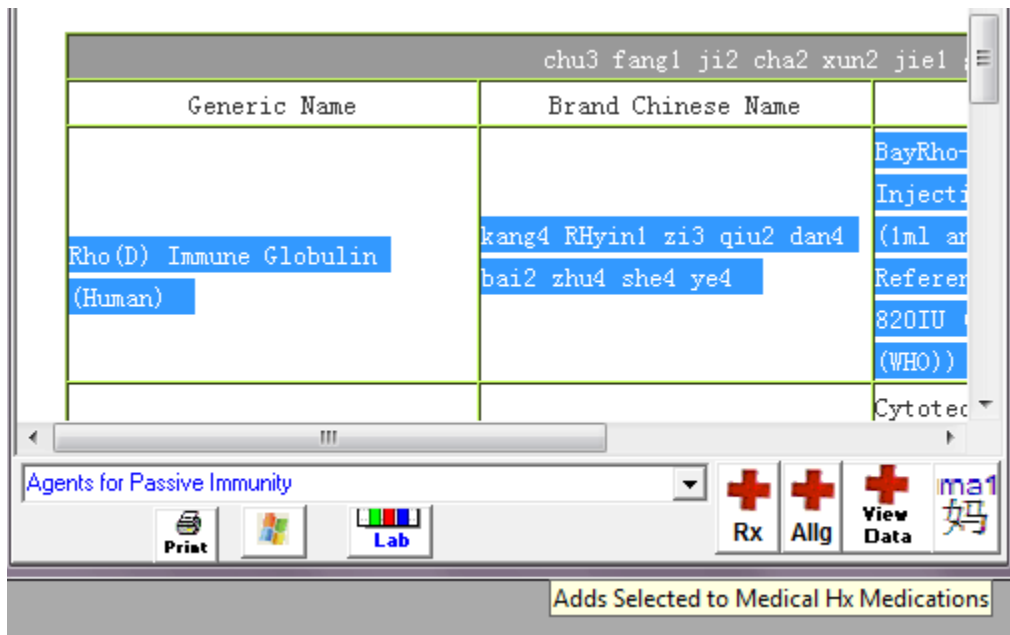 chu3 fang1 ji2 cha2 xun2 jie1
Generic Name
Brand Chinese Name
Rho(D) Immune Globulin
(Human)
kang4 RHyin1 zi3 qiu2 dan4
bai2 zhu4 she4 ye4
BayRho-
Injecti
(1ml an
Referen
820IU
(WHO))
Cytotec
Agents for Passive Immunity
Print
Lab
Rx
Allg
View
Data
ma1
妈
Adds Selected to Medical Hx Medications